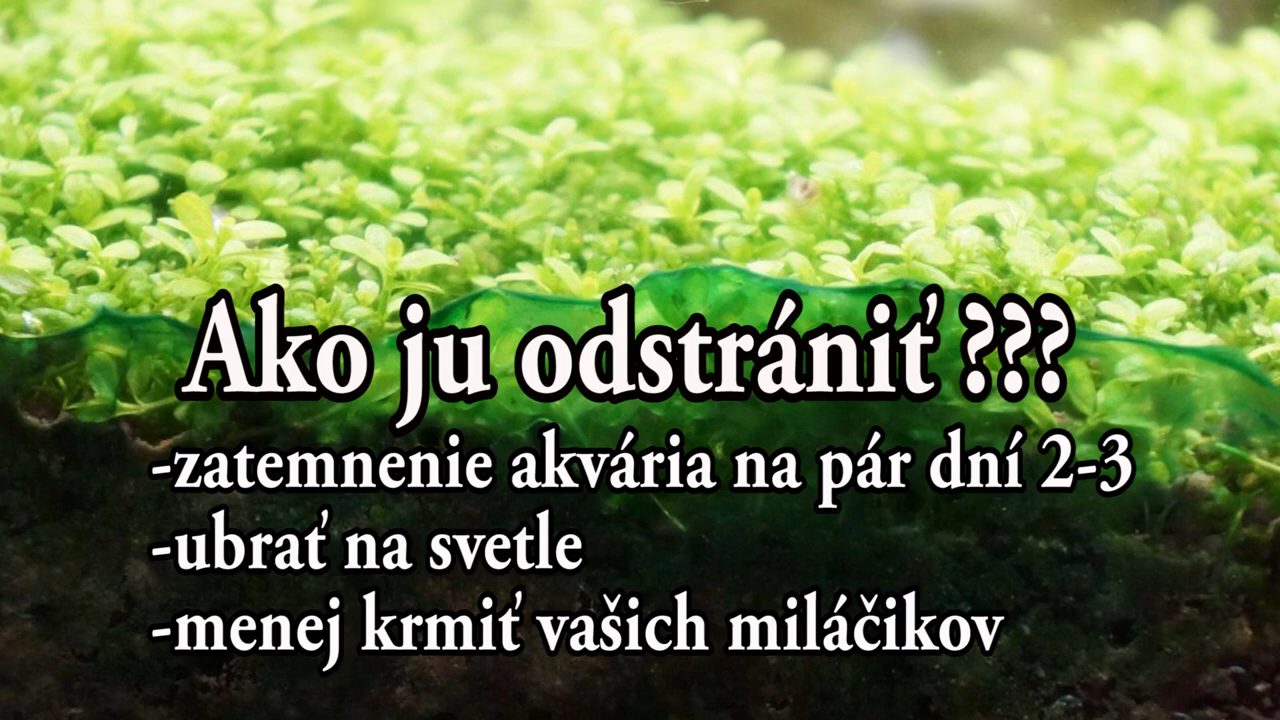 Ako ju odstrániť ???
-zatemnenie akvária na pár dní 2-3
-ubrať na svetle
-menej krmiť vašich miláčikov